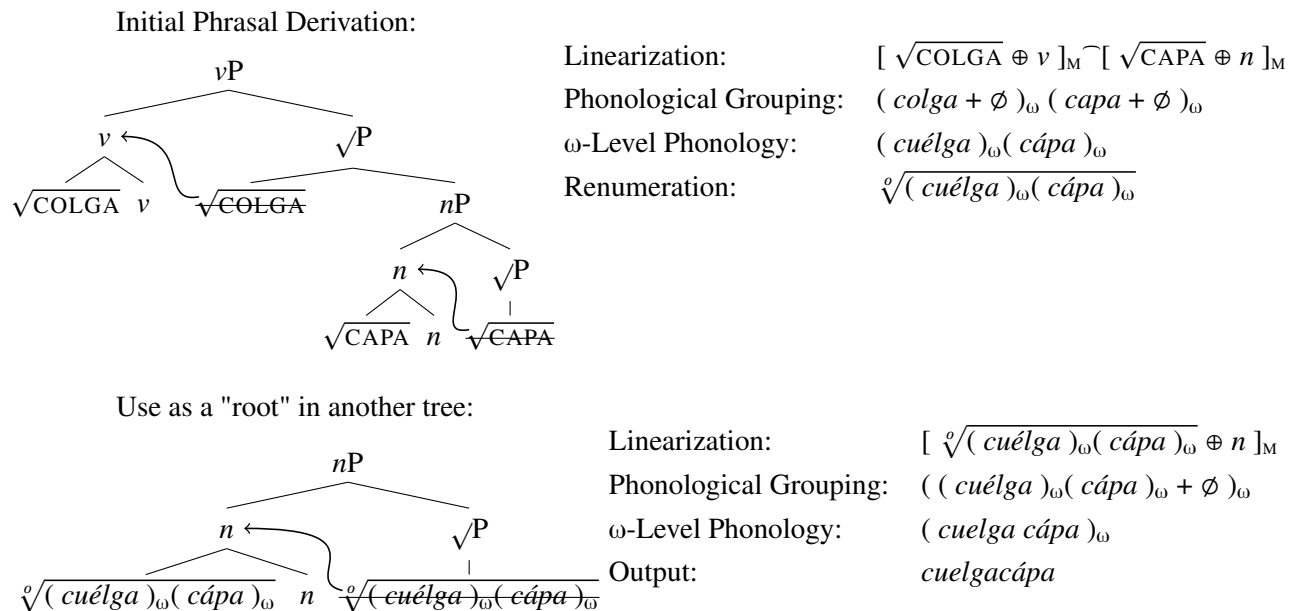 Initial Phrasal Derivation:
vP
v
√P
√COLGA
v
√COLGA
nP
n
√P
√CAPA
n
√CAPA
Linearization: [ √COLGA ⊕ v ]M⁀[ √CAPA ⊕ n ]M
Phonological Grouping: ( colga + ∅ )ω ( capa + ∅ )ω
ω-Level Phonology: ( cuélga )ω( cápa )ω
Renumeration: º√( cuélga )ω( cápa )ω
Use as a "root" in another tree:
nP
n
√P
º√( cuélga )ω( cápa )ω
n
º√( cuélga )ω( cápa )ω
Linearization: [ º√( cuélga )ω( cápa )ω ⊕ n ]M
Phonological Grouping: ( ( cuélga )ω( cápa )ω + ∅ )ω
ω-Level Phonology: ( cuelga cápa )ω
Output: cuelgacápa